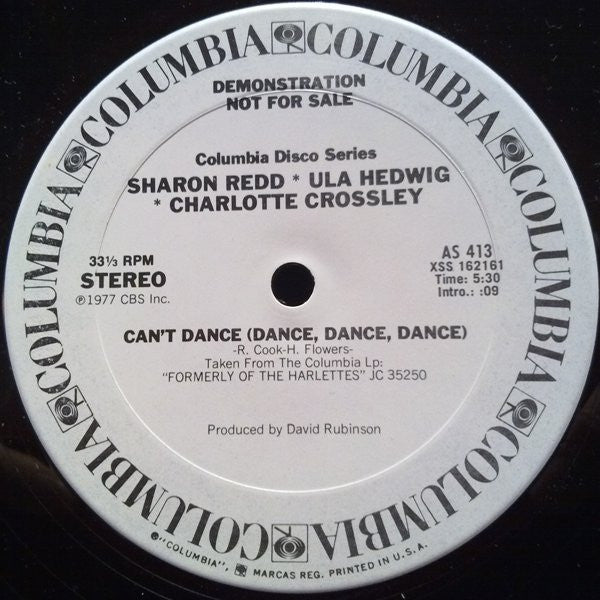 COLUMBIA COLUMBIA COLUMBIA COLUMBIA COLUMBIA COLUMBIA COLUMBIA COLUMBIA
DEMONSTRATION
NOT FOR SALE
Columbia Disco Series
SHARON REDD * ULA HEDWIG
* CHARLOTTE CROSSLEY
33⅓ RPM
STEREO
Ⓟ1977 CBS Inc.
AS 413
XSS 162161
Time: 5:30
Intro.: :09
CAN'T DANCE (DANCE, DANCE, DANCE)
-R. Cook-H. Flowers-
Taken From The Columbia Lp:
"FORMERLY OF THE HARLETTES" JC 35250
Produced by David Rubinson
®"COLUMBIA", MARCAS REG. PRINTED IN U.S.A.